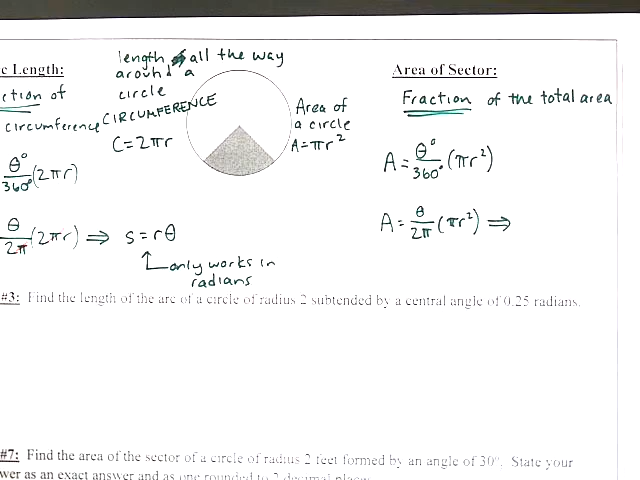 c Length:
ction of
circumference
θ°/360° (2πr)
θ/2π (2πr) ⇒ s = rθ
only works in
radians
length all the way
around a
circle
CIRCUMFERENCE
C = 2πr
Area of
a circle
A = πr²
Area of Sector:
Fraction of the total area
A = θ°/360° (πr²)
A = θ/2π (πr²) ⇒
#3: Find the length of the arc of a circle of radius 2 subtended by a central angle of 0.25 radians.
#7: Find the area of the sector of a circle of radius 2 feet formed by an angle of 30°. State your
wer as an exact answer and as one rounded to 2 decimal places